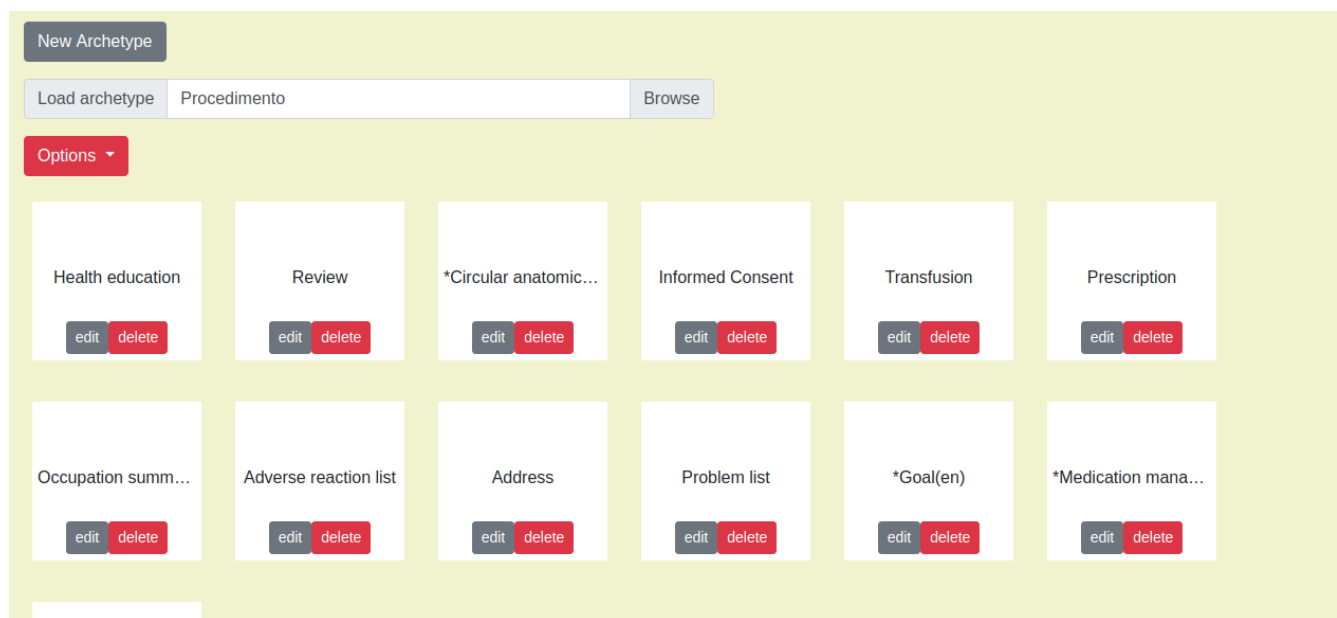 New Archetype
Load archetype Procedimento Browse
Options
Health education Review *Circular anatomic… Informed Consent Transfusion Prescription
edit delete edit delete edit delete edit delete edit delete edit delete
Occupation summ… Adverse reaction list Address Problem list *Goal(en) *Medication mana…
edit delete edit delete edit delete edit delete edit delete edit delete